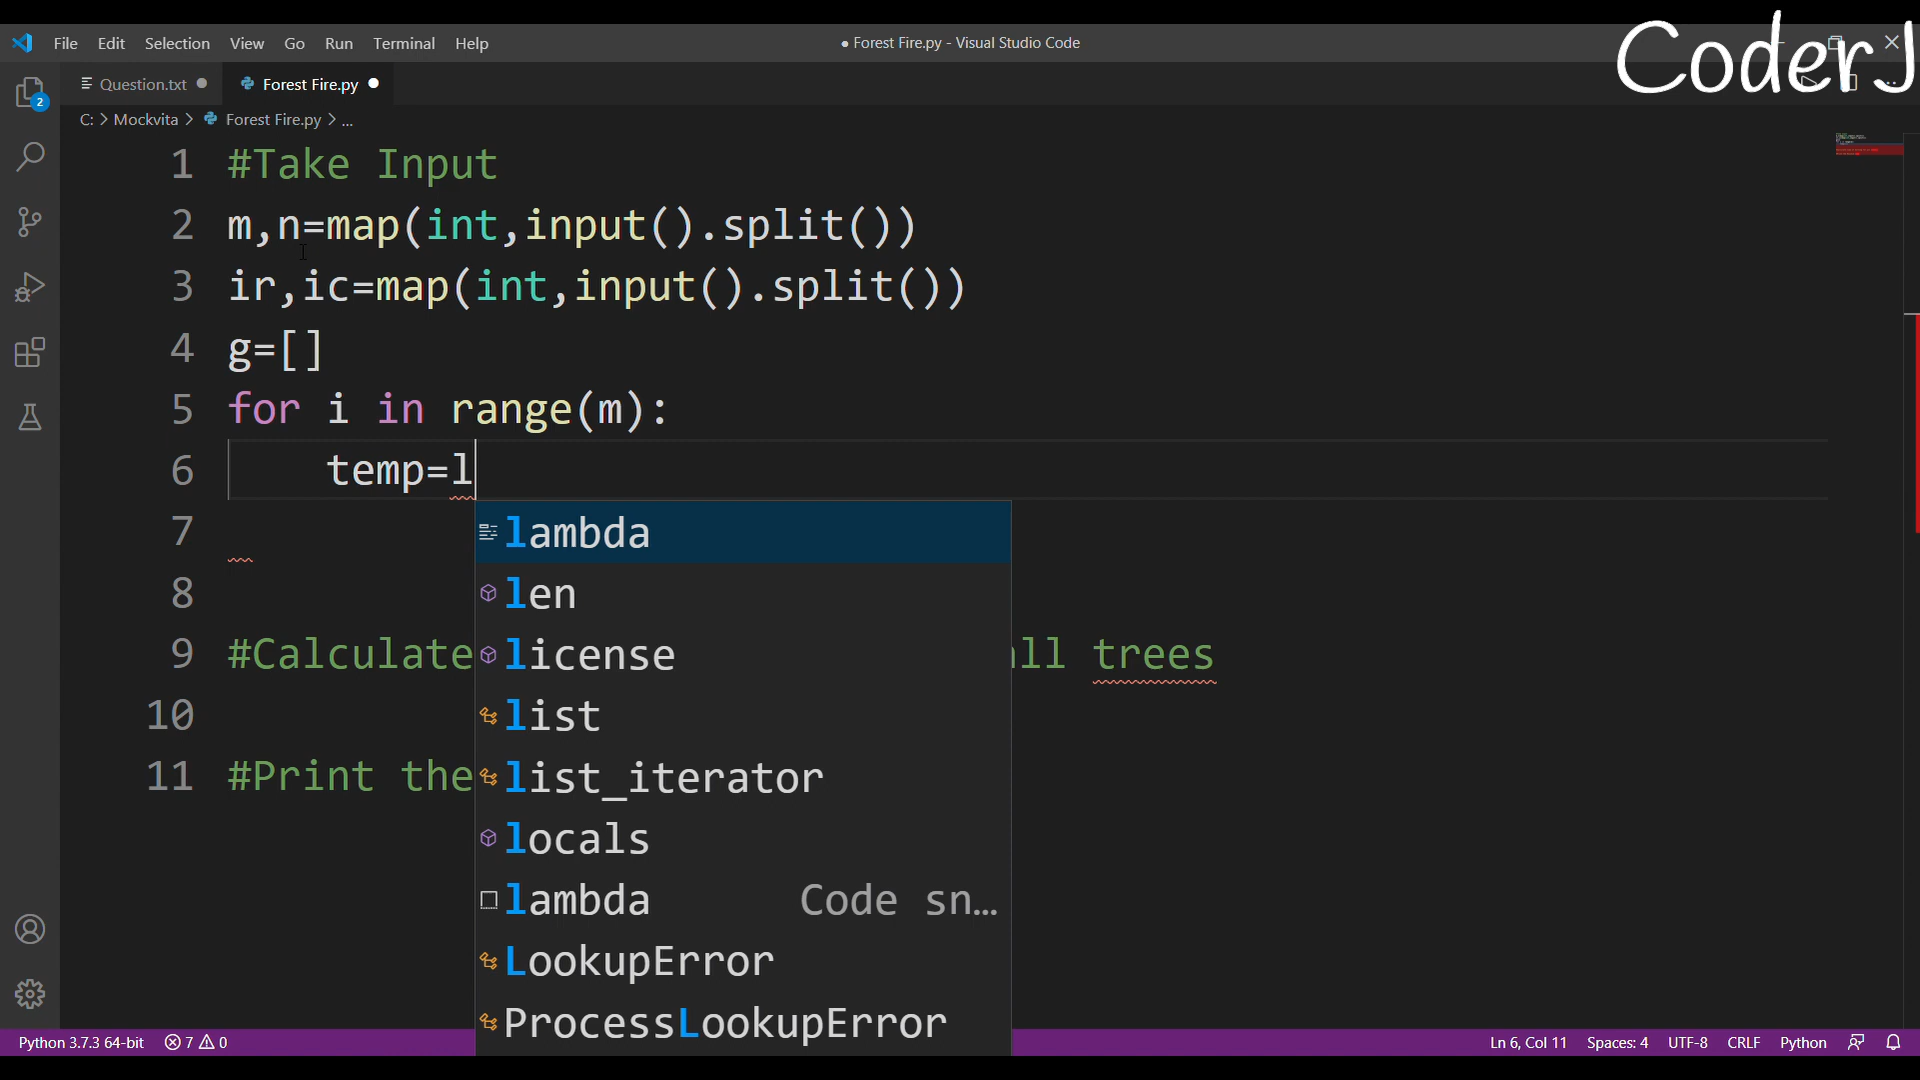 CoderJ
File Edit Selection View Go Run Terminal Help
● Forest Fire.py - Visual Studio Code
Question.txt ● Forest Fire.py ●
C: > Mockvita > Forest Fire.py > ...
2
1 #Take Input
2 m,n=map(int,input().split())
3 ir,ic=map(int,input().split())
4 g=[]
5 for i in range(m):
6 temp=l
7
lambda
8
len
9 #Calculate
license
all trees
10
list
11 #Print the
list_iterator
locals
lambda Code sn...
LookupError
ProcessLookupError
Python 3.7.3 64-bit 7 0 Ln 6, Col 11 Spaces: 4 UTF-8 CRLF Python